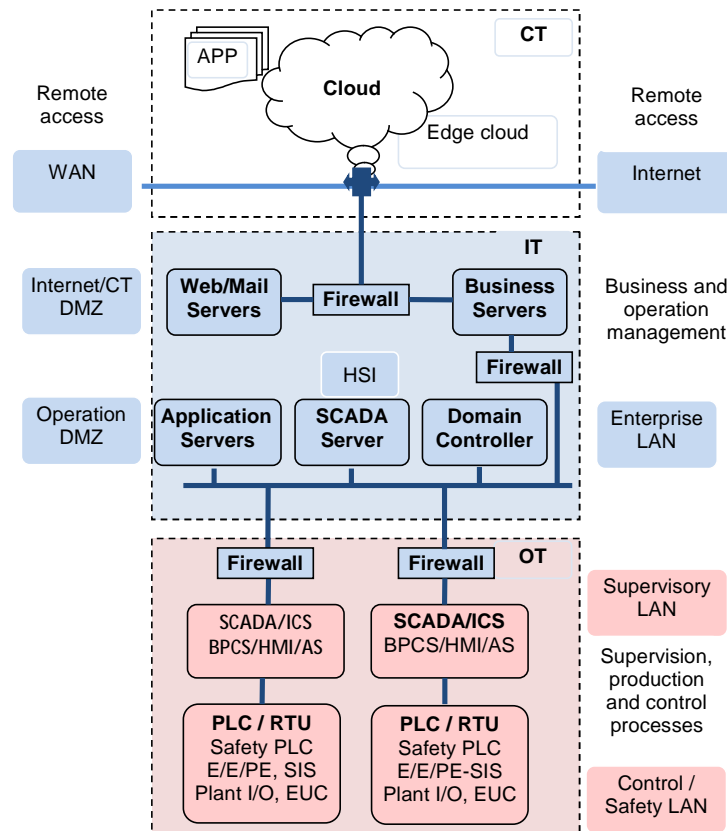 CT
APP
Cloud
Edge cloud
Remote
access
WAN
Remote
access
Internet
IT
Internet/CT
DMZ
Web/Mail
Servers
Firewall
Business
Servers
Business and
operation
management
Firewall
HSI
Operation
DMZ
Application
Servers
SCADA
Server
Domain
Controller
Enterprise
LAN
OT
Firewall
Firewall
SCADA/ICS
BPCS/HMI/AS
SCADA/ICS
BPCS/HMI/AS
Supervisory
LAN
Supervision,
production
and control
processes
PLC / RTU
Safety PLC
E/E/PE, SIS
Plant I/O, EUC
PLC / RTU
Safety PLC
E/E/PE-SIS
Plant I/O, EUC
Control /
Safety LAN